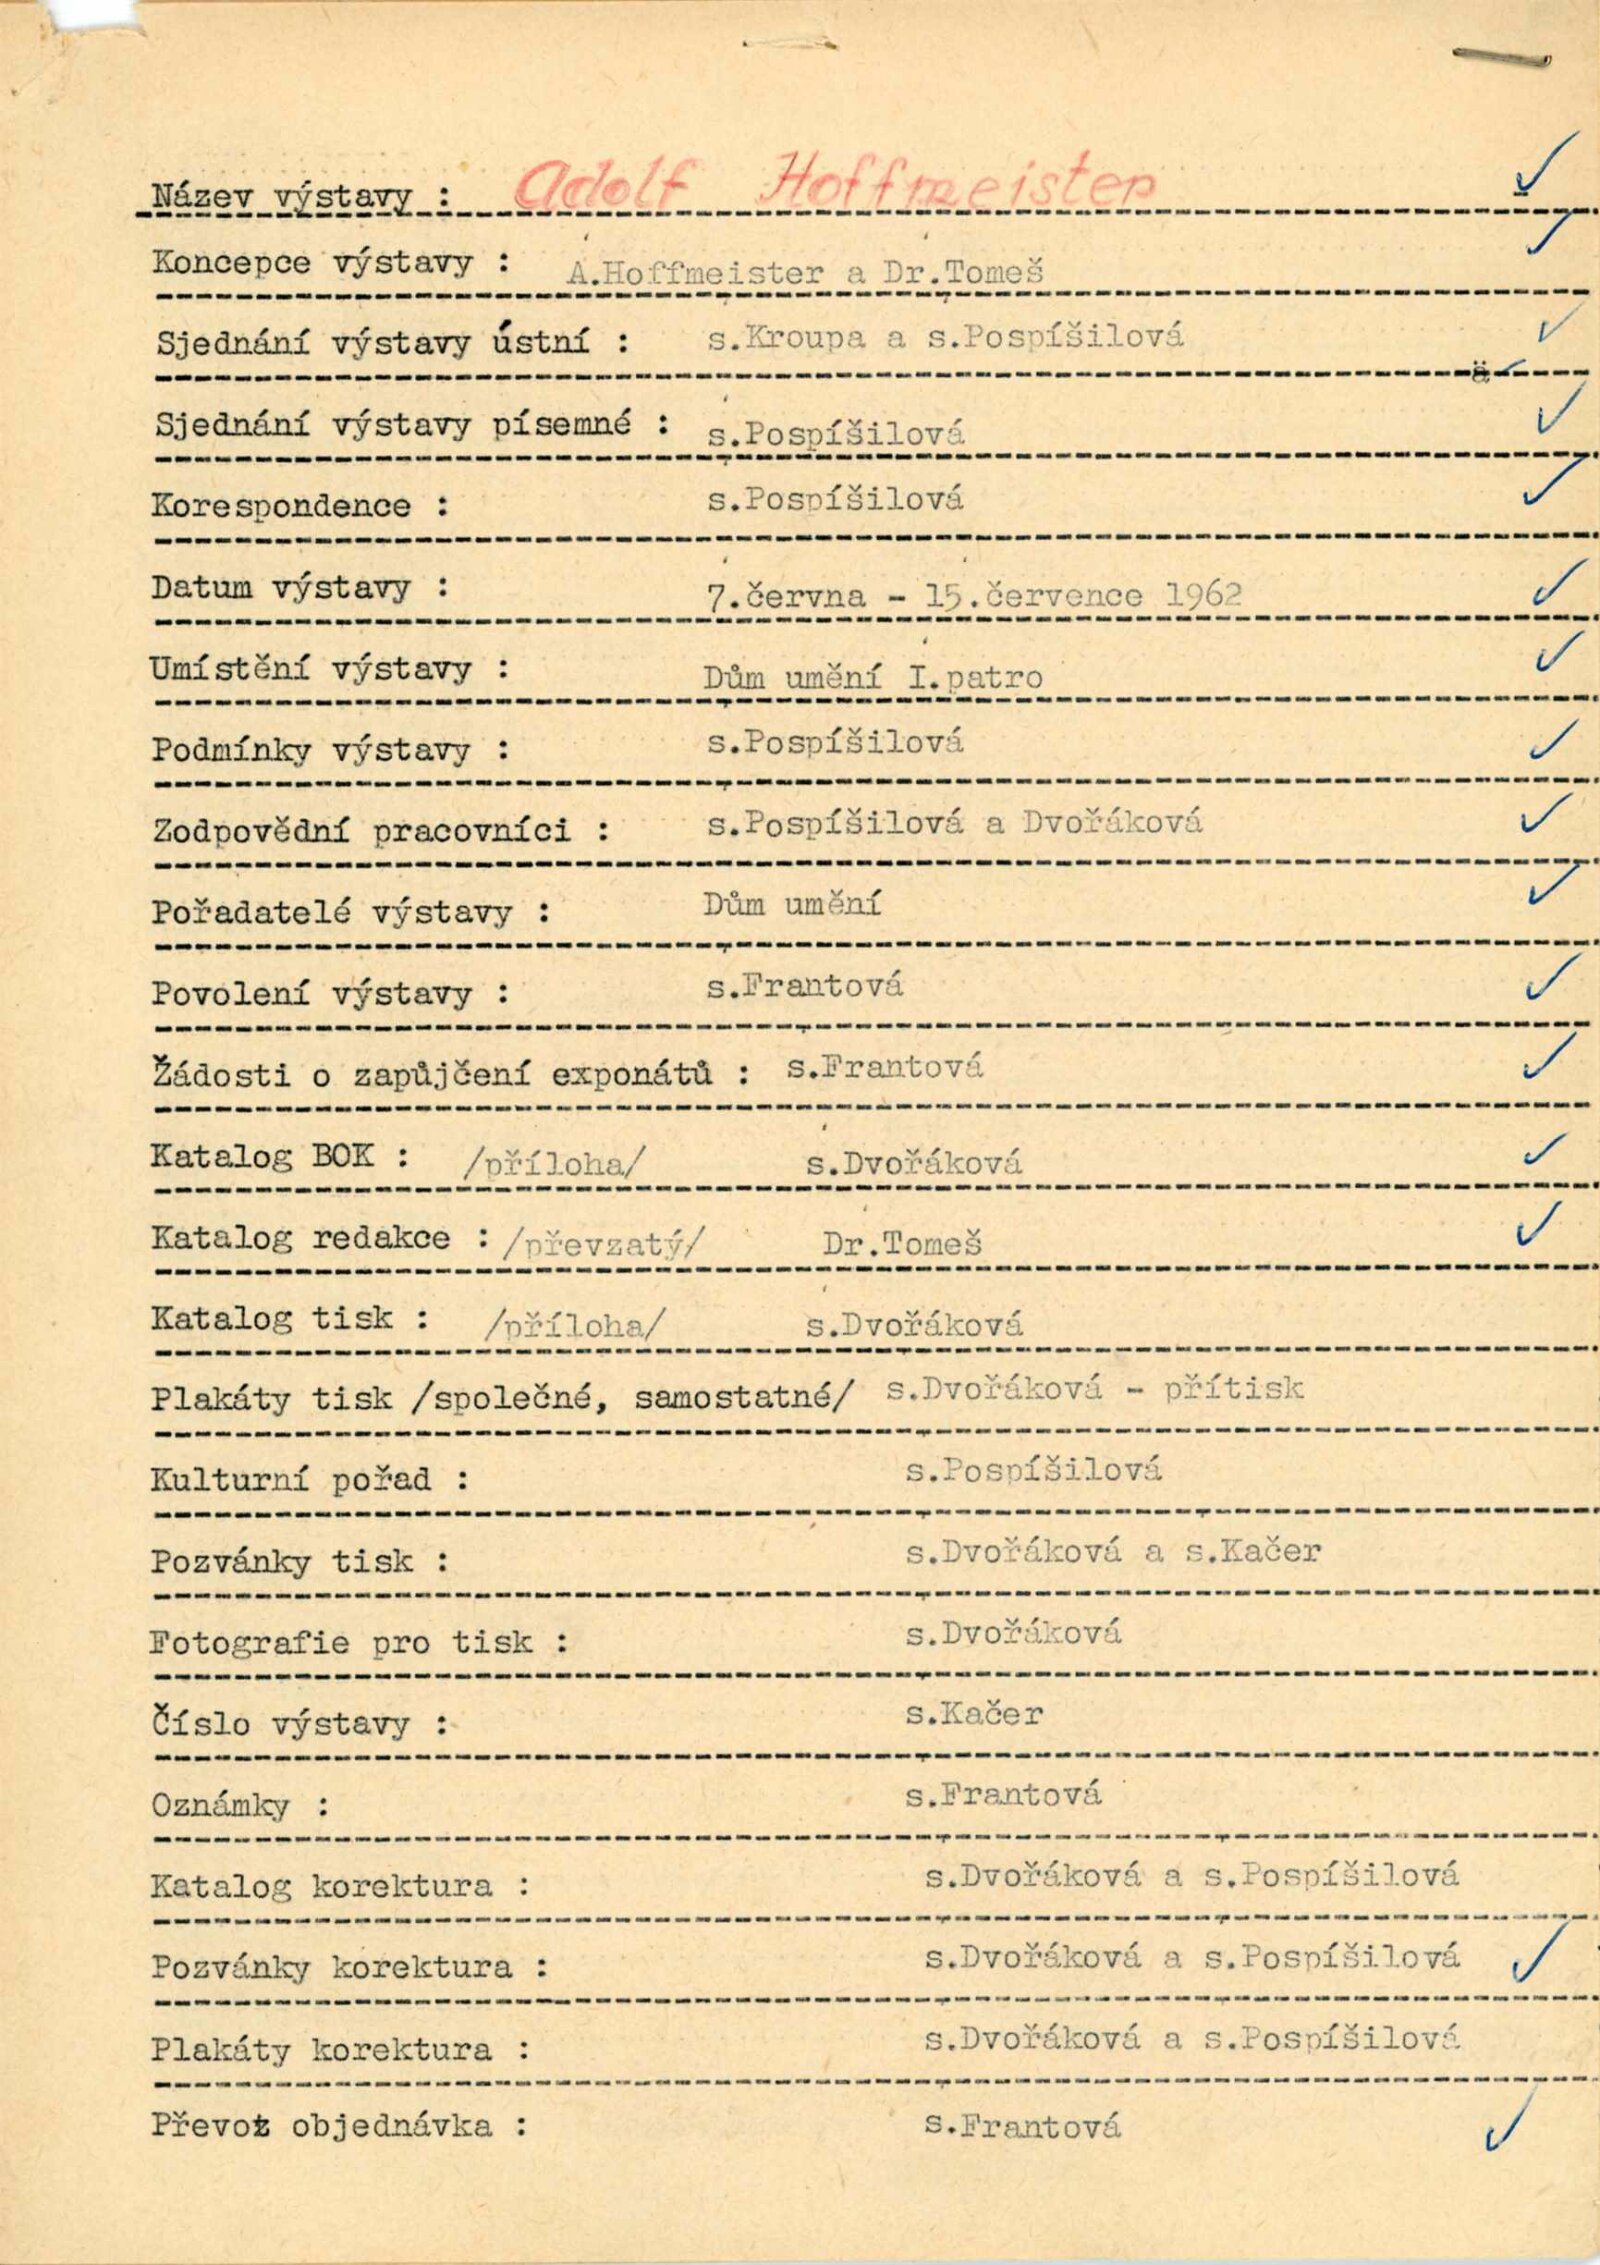 Název výstavy : Adolf Hoffmeister
Koncepce výstavy : A.Hoffmeister a Dr.Tomeš
Sjednání výstavy ústní : s.Kroupa a s.Pospíšilová
Sjednání výstavy písemné : s.Pospíšilová
Korespondence : s.Pospíšilová
Datum výstavy : 7.června - 15.července 1962
Umístění výstavy : Dům umění I.patro
Podmínky výstavy : s.Pospíšilová
Zodpovědní pracovníci : s.Pospíšilová a Dvořáková
Pořadatelé výstavy : Dům umění
Povolení výstavy : s.Frantová
Žádosti o zapůjčení exponátů : s.Frantová
Katalog BOK : /příloha/ s.Dvořáková
Katalog redakce : /převzatý/ Dr.Tomeš
Katalog tisk : /příloha/ s.Dvořáková
Plakáty tisk /společné, samostatné/ s.Dvořáková - přítisk
Kulturní pořad : s.Pospíšilová
Pozvánky tisk : s.Dvořáková a s.Kačer
Fotografie pro tisk : s.Dvořáková
Číslo výstavy : s.Kačer
Oznámky : s.Frantová
Katalog korektura : s.Dvořáková a s.Pospíšilová
Pozvánky korektura : s.Dvořáková a s.Pospíšilová
Plakáty korektura : s.Dvořáková a s.Pospíšilová
Převoz objednávka : s.Frantová